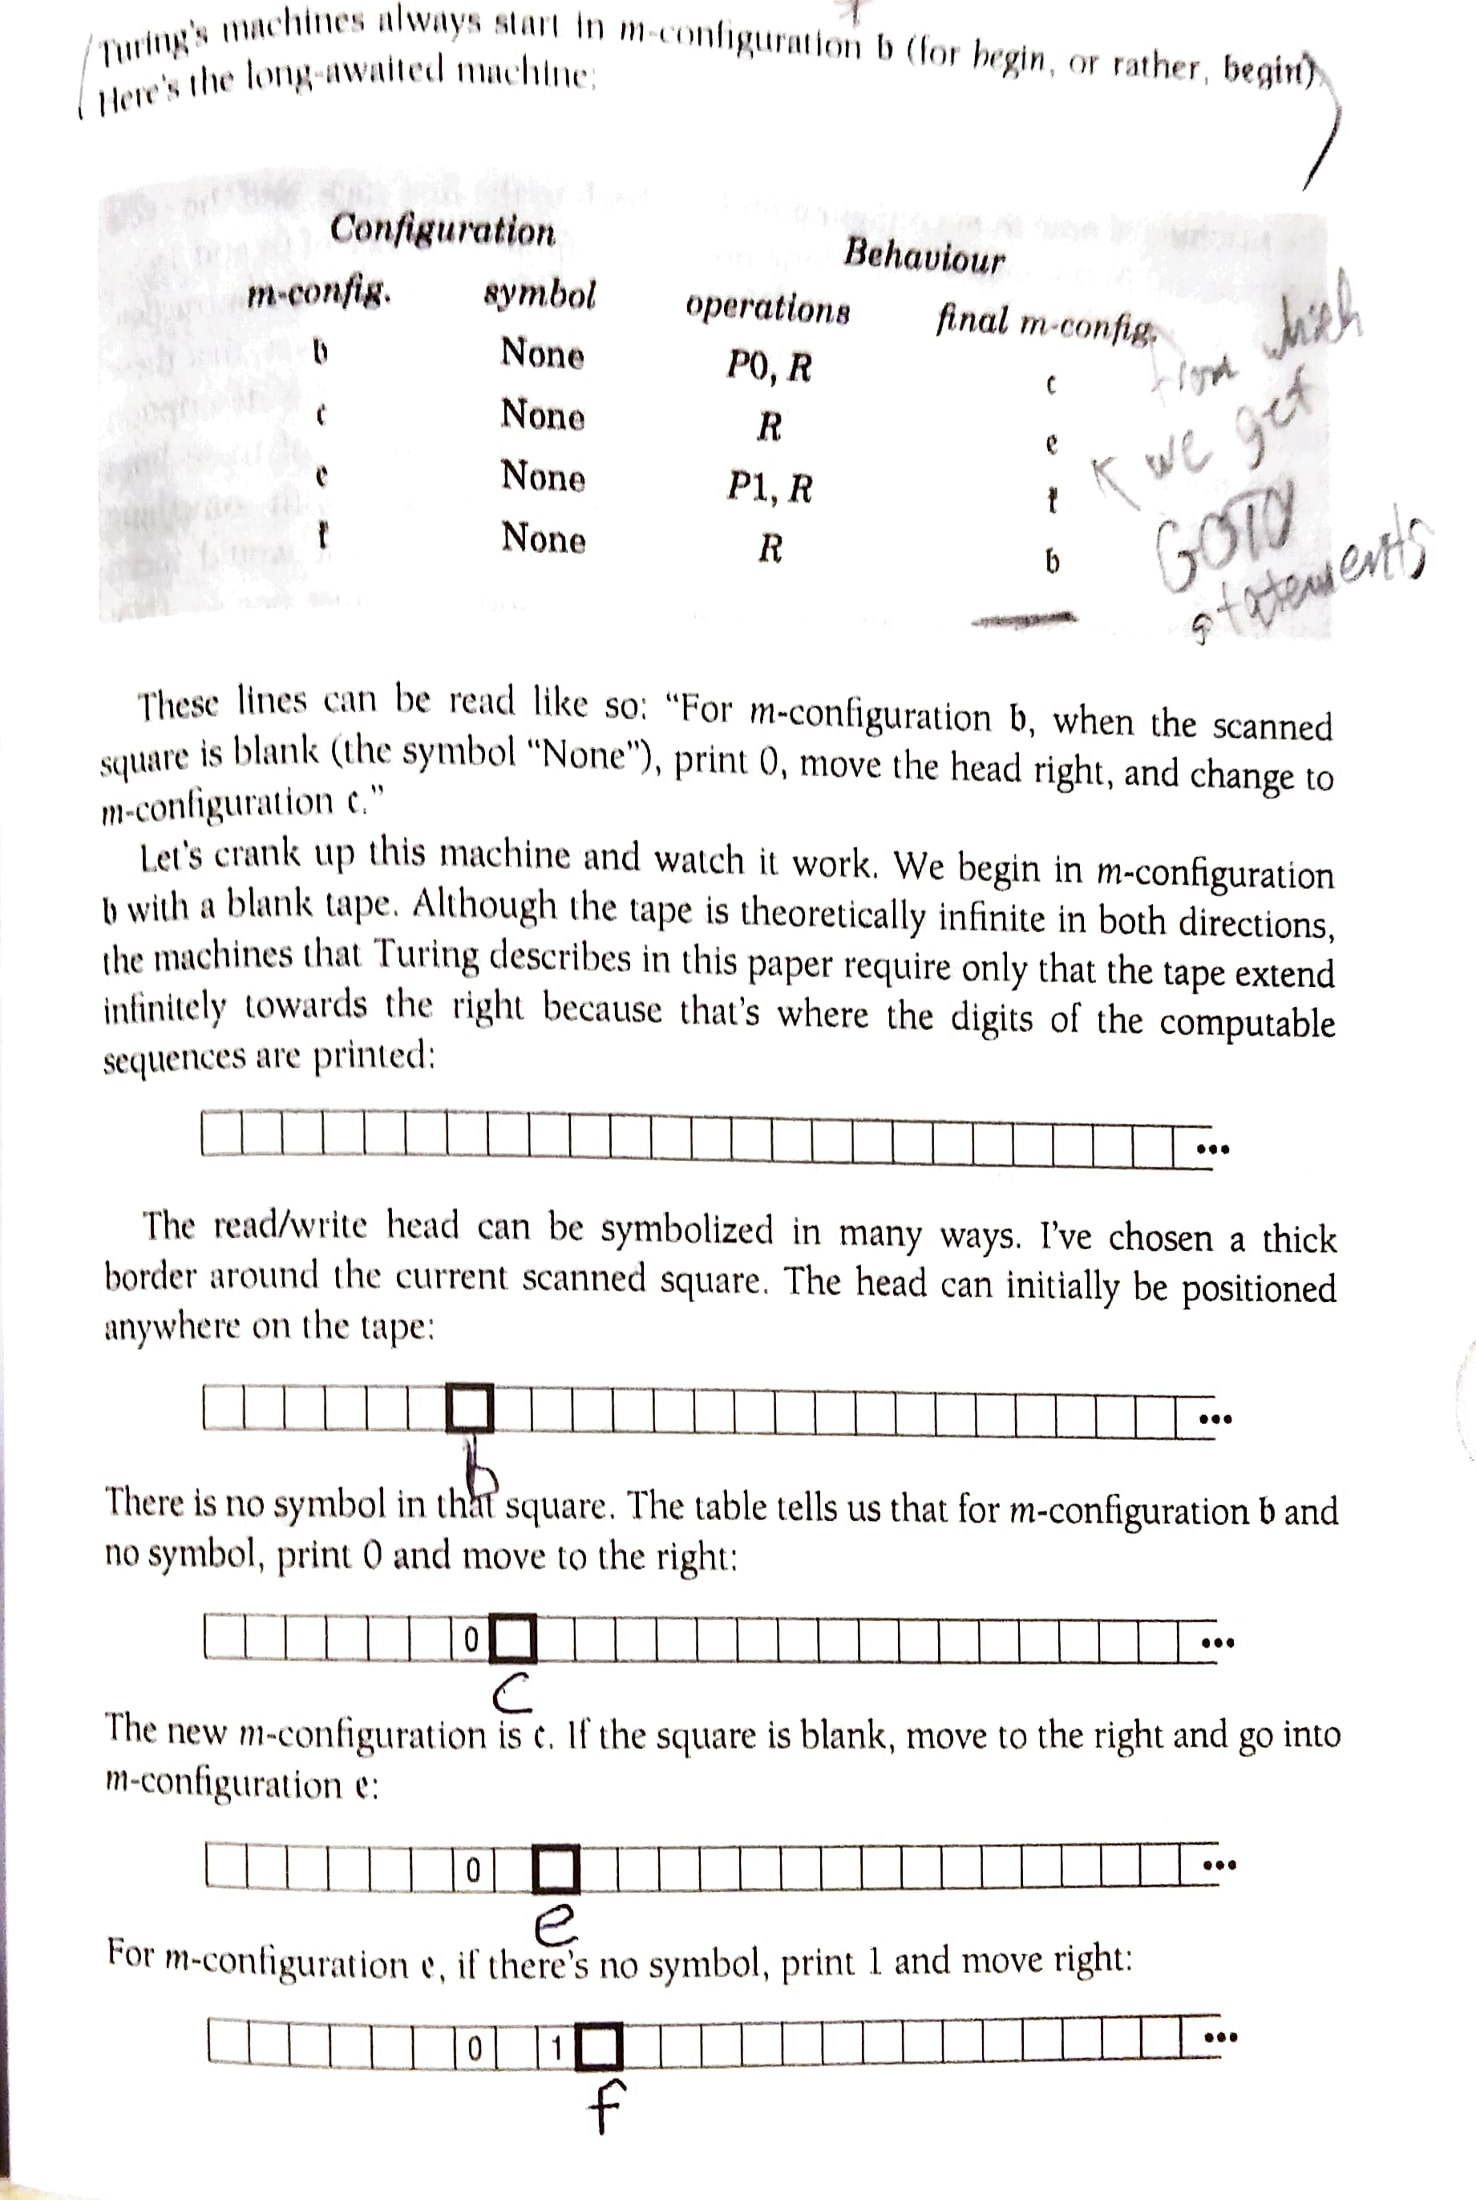 Turing's machines always start in m-configuration b (for begin, or rather, begin).
Here's the long-awaited machine:
Configuration Behaviour
m-config. symbol operations final m-config.
b None P0, R c
c None R e
e None P1, R f
f None R b
from which
we get
GOTO
statements
These lines can be read like so: “For m-configuration b, when the scanned
square is blank (the symbol “None”), print 0, move the head right, and change to
m-configuration c.”
Let's crank up this machine and watch it work. We begin in m-configuration
b with a blank tape. Although the tape is theoretically infinite in both directions,
the machines that Turing describes in this paper require only that the tape extend
infinitely towards the right because that's where the digits of the computable
sequences are printed:
...
The read/write head can be symbolized in many ways. I've chosen a thick
border around the current scanned square. The head can initially be positioned
anywhere on the tape:
...
b
There is no symbol in that square. The table tells us that for m-configuration b and
no symbol, print 0 and move to the right:
0 ...
c
The new m-configuration is c. If the square is blank, move to the right and go into
m-configuration e:
0 ...
e
For m-configuration e, if there's no symbol, print 1 and move right:
0 1 ...
f